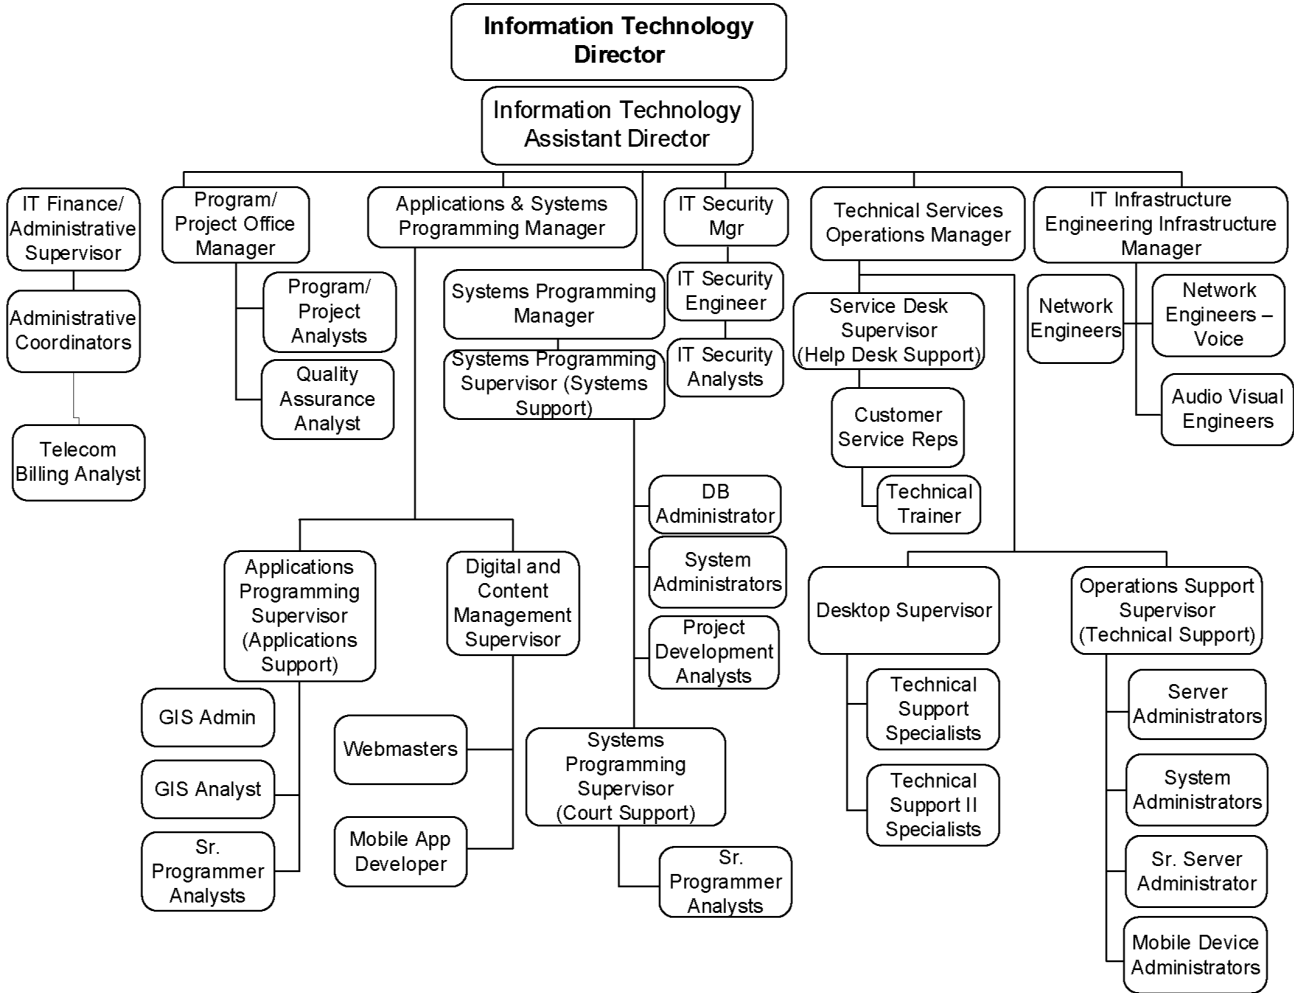 Information Technology
Director
Information Technology
Assistant Director
IT Finance/
Administrative
Supervisor
Administrative
Coordinators
Telecom
Billing Analyst
Program/
Project Office
Manager
Program/
Project
Analysts
Quality
Assurance
Analyst
Applications & Systems
Programming Manager
Applications
Programming
Supervisor
(Applications
Support)
GIS Admin
GIS Analyst
Sr.
Programmer
Analysts
Digital and
Content
Management
Supervisor
Webmasters
Mobile App
Developer
Systems Programming
Manager
Systems Programming
Supervisor (Systems
Support)
DB
Administrator
System
Administrators
Project
Development
Analysts
Systems
Programming
Supervisor
(Court Support)
Sr.
Programmer
Analysts
IT Security
Mgr
IT Security
Engineer
IT Security
Analysts
Technical Services
Operations Manager
Service Desk
Supervisor
(Help Desk Support)
Customer
Service Reps
Technical
Trainer
Desktop Supervisor
Technical
Support
Specialists
Technical
Support II
Specialists
Operations Support
Supervisor
(Technical Support)
Server
Administrators
System
Administrators
Sr. Server
Administrator
Mobile Device
Administrators
IT Infrastructure
Engineering Infrastructure
Manager
Network
Engineers
Network
Engineers –
Voice
Audio Visual
Engineers